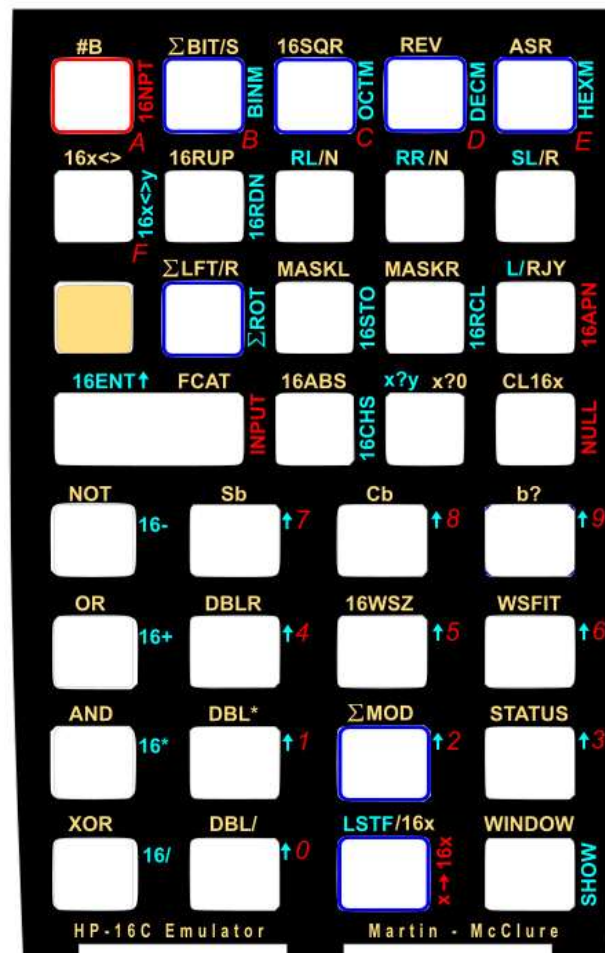 #B ΣBIT/S 16SQR REV ASR
16NPT BINM OCTM DECM HEXM
A B C D E
16x<> 16RUP RL/N RR/N SL/R
16x<>y 16RDN
F
ΣLFT/R MASKL MASKR L/RJY
ΣROT 16STO 16RCL 16APN
16ENT↑ FCAT 16ABS x?y x?0 CL16x
INPUT 16CHS NULL
NOT Sb Cb b?
16- ↑7 ↑8 ↑9
OR DBLR 16WSZ WSFIT
16+ ↑4 ↑5 ↑6
AND DBL* ΣMOD STATUS
16* ↑1 ↑2 ↑3
XOR DBL/ LSTF/16x WINDOW
16/ ↑0 x→16x SHOW
HP-16C Emulator Martin - McClure